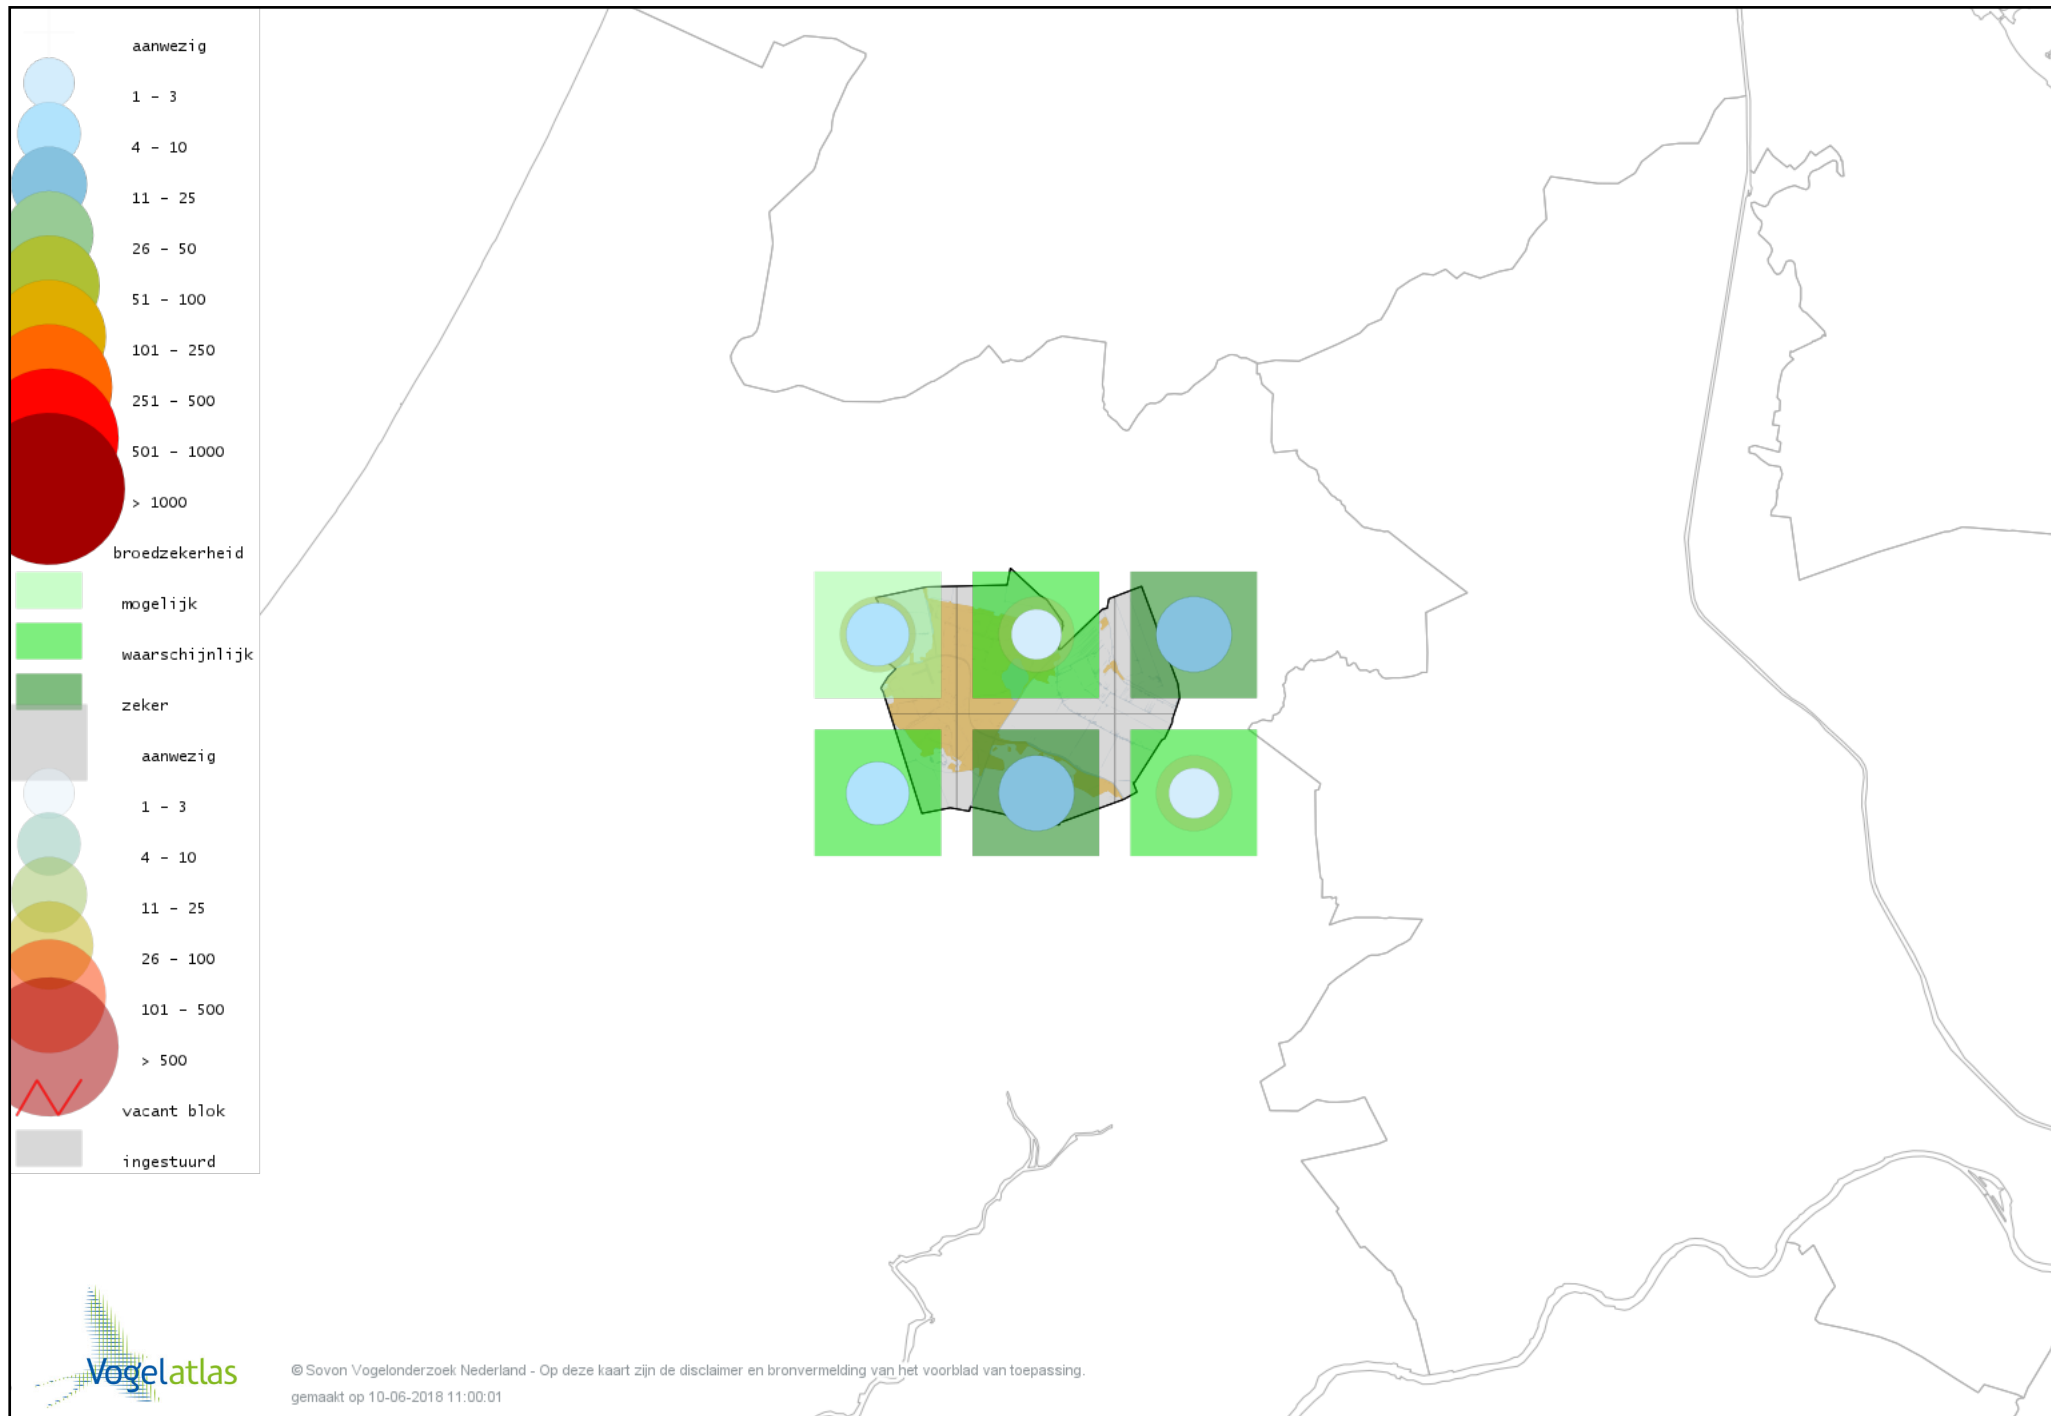 aanwezig
1 - 3
4 - 10
11 - 25
26 - 50
51 - 100
101 - 250
251 - 500
501 - 1000
> 1000
broedzekerheid
mogelijk
waarschijnlijk
zeker
aanwezig
1 - 3
4 - 10
11 - 25
26 - 100
101 - 500
> 500
vacant blok
ingestuurd
Vogelatlas
© Sovon Vogelonderzoek Nederland - Op deze kaart zijn de disclaimer en bronvermelding van het voorblad van toepassing.
gemaakt op 10-06-2018 11:00:01